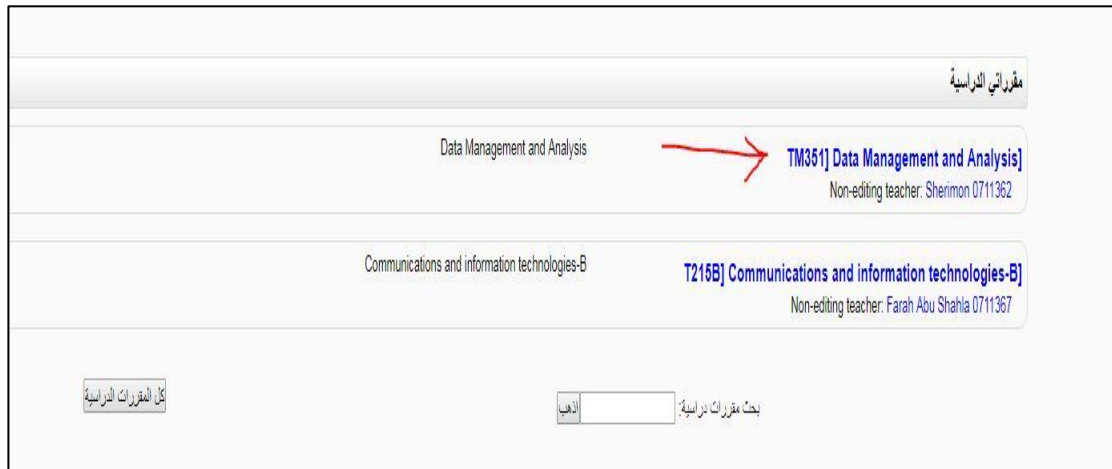 مقرراتي الدراسية
TM351] Data Management and Analysis]
Non-editing teacher: Sherimon 0711362
Data Management and Analysis
T215B] Communications and information technologies-B]
Non-editing teacher: Farah Abu Shahla 0711367
Communications and information technologies-B
بحث مقررات دراسية:
اذهب
كل المقررات الدراسية